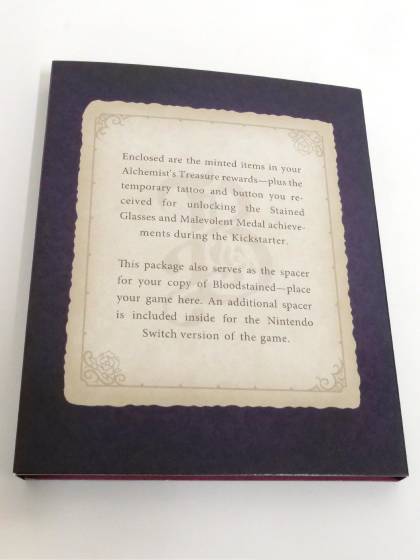 Enclosed are the minted items in your
Alchemist's Treasure rewards—plus the
temporary tattoo and button you re-
ceived for unlocking the Stained
Glasses and Malevolent Medal achieve-
ments during the Kickstarter.
This package also serves as the spacer
for your copy of Bloodstained—place
your game here. An additional spacer
is included inside for the Nintendo
Switch version of the game.